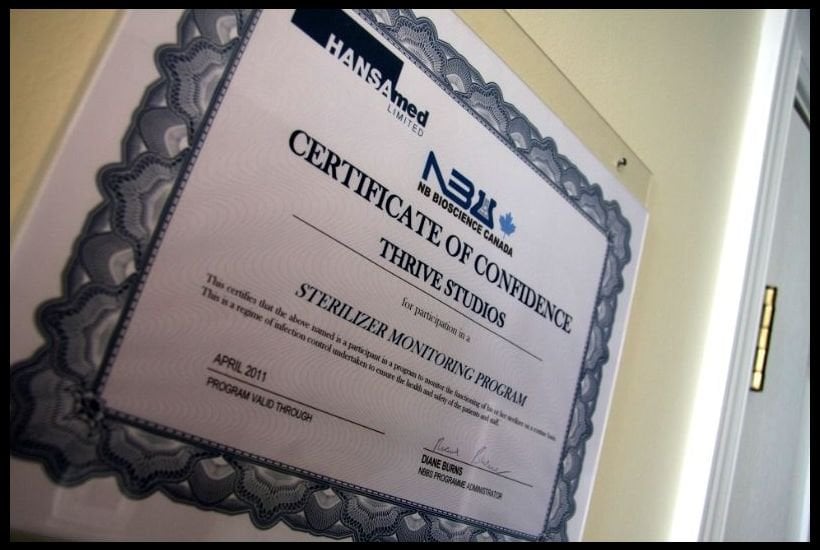 HANSAmed
LIMITED
NBU
NB BIOSCIENCE CANADA
CERTIFICATE OF CONFIDENCE
THRIVE STUDIOS
for participation in a
STERILIZER MONITORING PROGRAM
This certifies that the above named is a participant in a program to monitor the functioning of his or her sterilizer on a routine basis.
This is a regime of infection control undertaken to ensure the health and safety of the patients and staff.
APRIL 2011
PROGRAM VALID THROUGH
DIANE BURNS
NBBS PROGRAMME ADMINISTRATOR